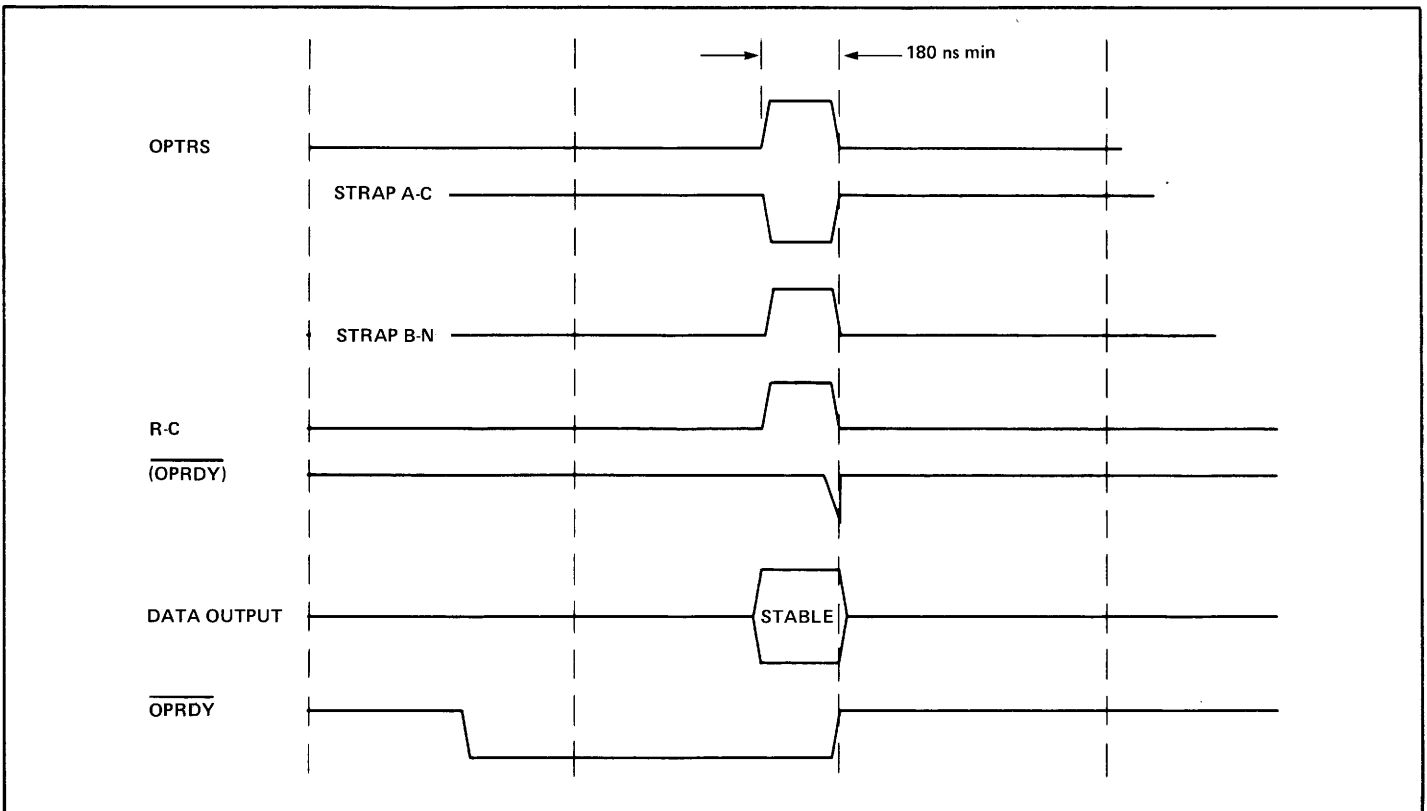 180 ns min
OPTRS
STRAP A-C
STRAP B-N
R-C
(OPRDY)
DATA OUTPUT
STABLE
OPRDY